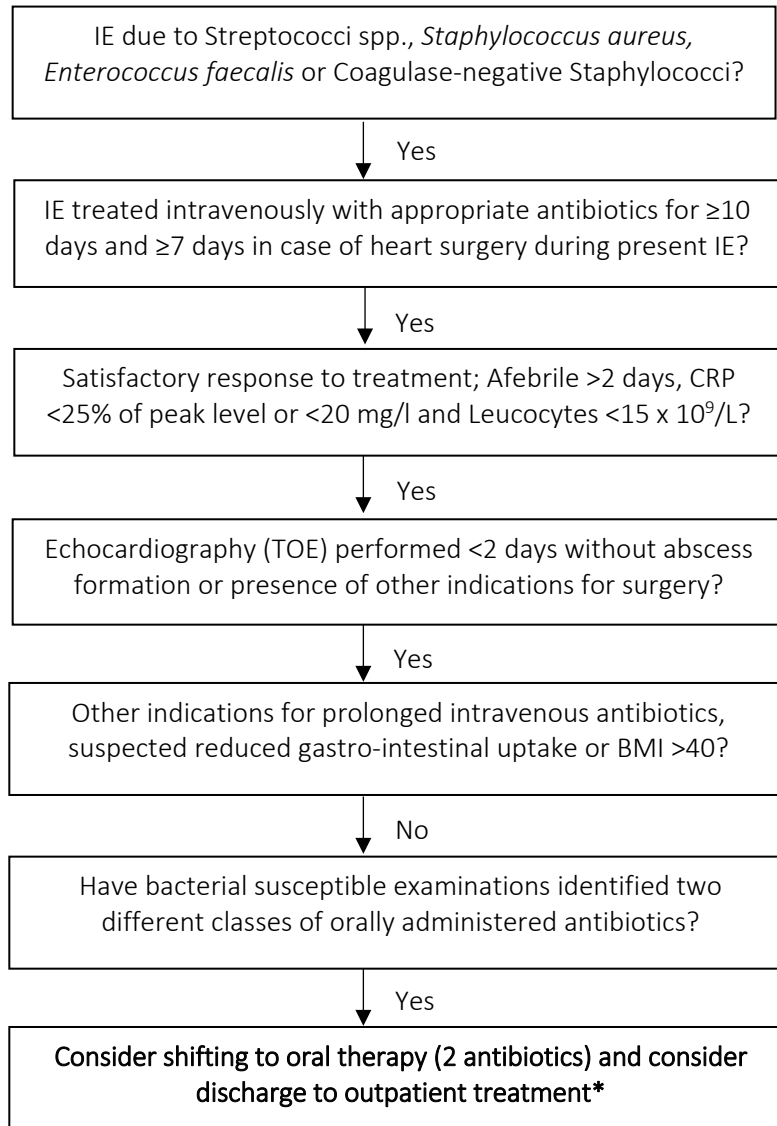 IE due to Streptococci spp., Staphylococcus aureus,
Enterococcus faecalis or Coagulase-negative Staphylococci?
Yes
IE treated intravenously with appropriate antibiotics for ≥10
days and ≥7 days in case of heart surgery during present IE?
Yes
Satisfactory response to treatment; Afebrile >2 days, CRP
<25% of peak level or <20 mg/l and Leucocytes <15 x 10⁹/L?
Yes
Echocardiography (TOE) performed <2 days without abscess
formation or presence of other indications for surgery?
Yes
Other indications for prolonged intravenous antibiotics,
suspected reduced gastro-intestinal uptake or BMI >40?
No
Have bacterial susceptible examinations identified two
different classes of orally administered antibiotics?
Yes
Consider shifting to oral therapy (2 antibiotics) and consider
discharge to outpatient treatment*